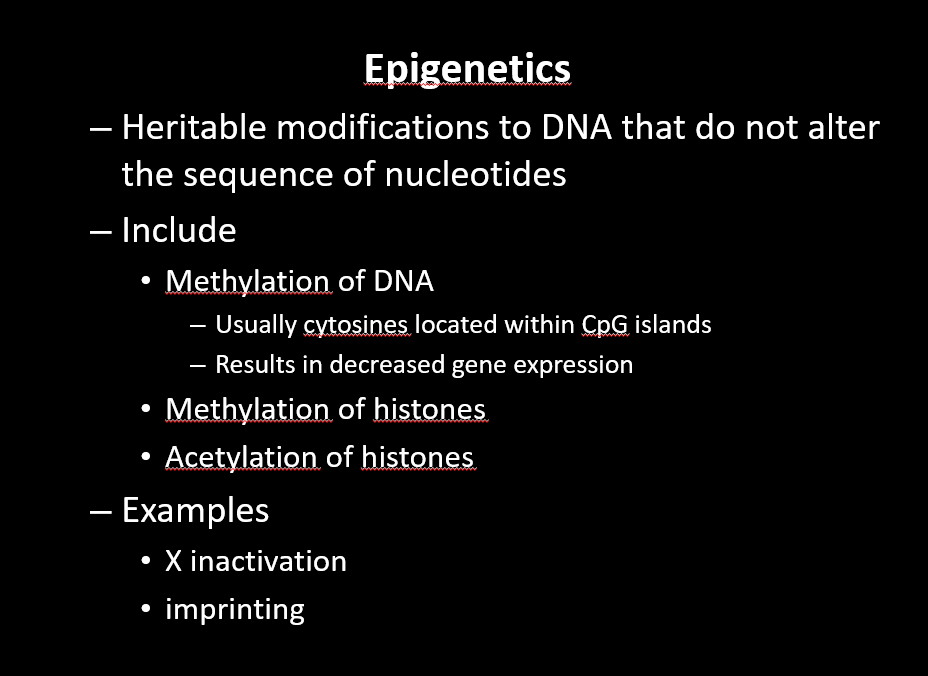 Epigenetics
– Heritable modifications to DNA that do not alter
the sequence of nucleotides
– Include
• Methylation of DNA
– Usually cytosines located within CpG islands
– Results in decreased gene expression
• Methylation of histones
• Acetylation of histones
– Examples
• X inactivation
• imprinting